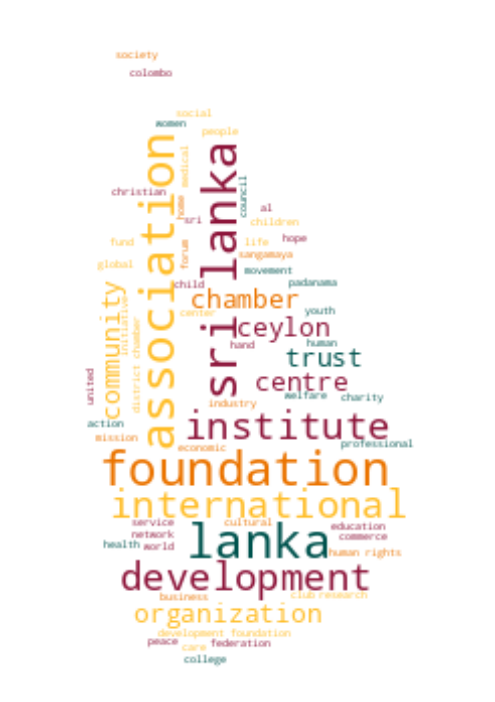 society
colombo
social
women
people
association
sri lanka
medical
council
christian
home
al
sri
children
hope
fund
life
forum
sangamaya
global
movement
child
padanama
community
initiative
chamber
center
youth
district chamber
ceylon
hand
human
trust
united
centre
welfare
charity
industry
action
institute
mission
professional
economic
foundation
international
service
cultural
education
network
lanka
commerce
health
world
human rights
development
business
club
research
organization
development foundation
peace
care
federation
college